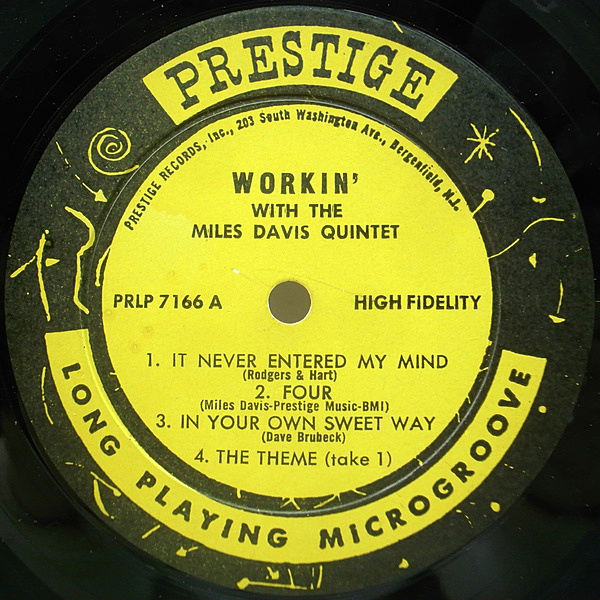 PRESTIGE
PRESTIGE RECORDS, Inc., 203 South Washington Ave., Bergenfield, N.J.
WORKIN'
WITH THE
MILES DAVIS QUINTET
PRLP 7166 A
HIGH FIDELITY
1. IT NEVER ENTERED MY MIND
(Rodgers & Hart)
2. FOUR
(Miles Davis-Prestige Music-BMI)
3. IN YOUR OWN SWEET WAY
(Dave Brubeck)
4. THE THEME (take 1)
LONG PLAYING MICROGROOVE